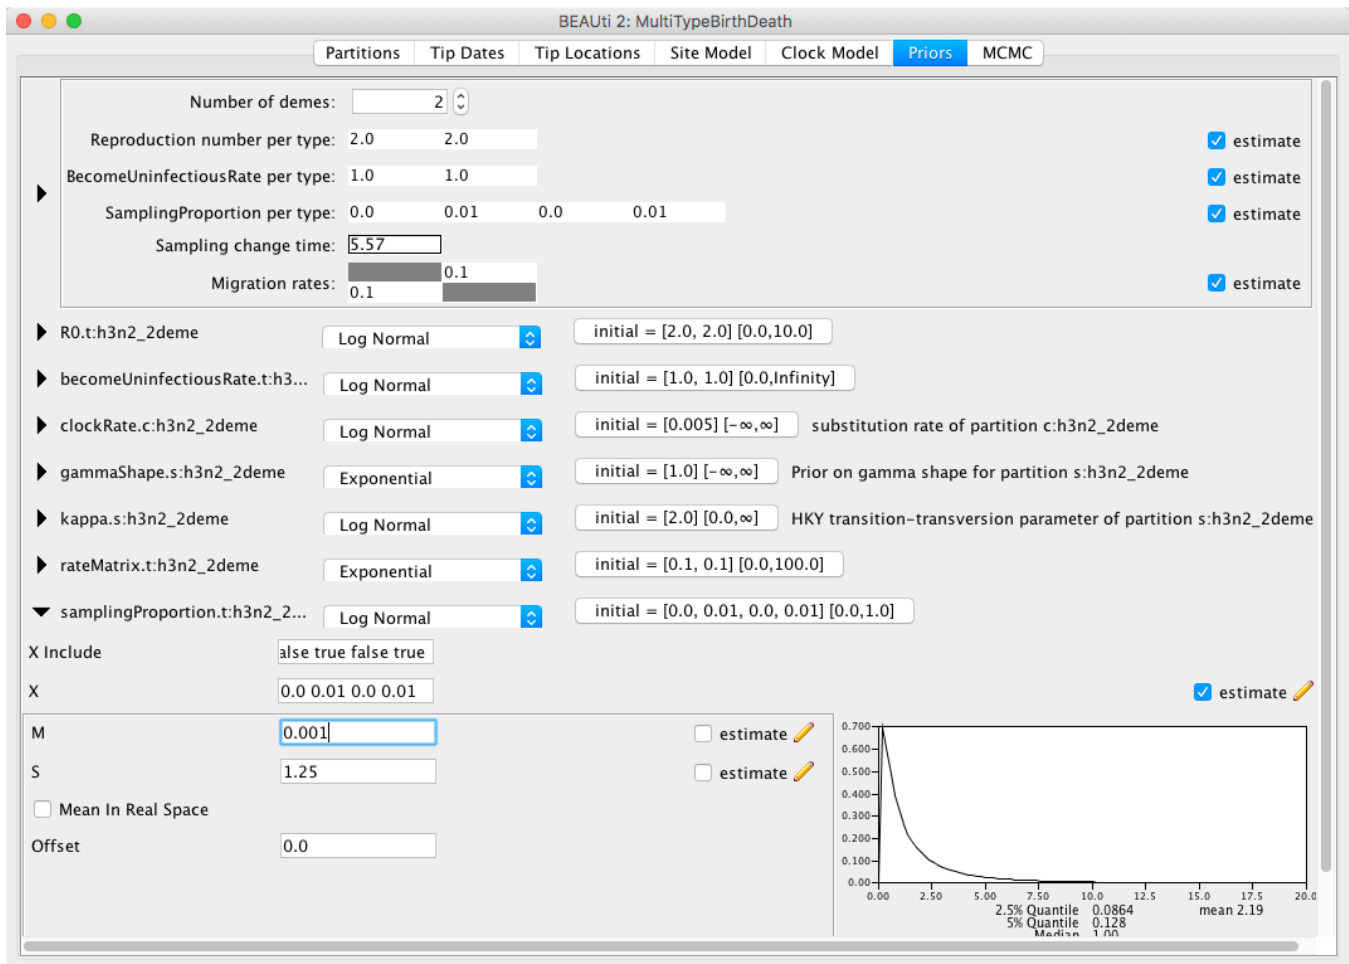 BEAUti 2: MultiTypeBirthDeath
Partitions Tip Dates Tip Locations Site Model Clock Model Priors MCMC
Number of demes: 2
Reproduction number per type: 2.0 2.0 estimate
BecomeUninfectiousRate per type: 1.0 1.0 estimate
SamplingProportion per type: 0.0 0.01 0.0 0.01 estimate
Sampling change time: 5.57
Migration rates: 0.1 0.1 estimate
R0.t:h3n2_2deme Log Normal initial = [2.0, 2.0] [0.0,10.0]
becomeUninfectiousRate.t:h3... Log Normal initial = [1.0, 1.0] [0.0,Infinity]
clockRate.c:h3n2_2deme Log Normal initial = [0.005] [-∞,∞] substitution rate of partition c:h3n2_2deme
gammaShape.s:h3n2_2deme Exponential initial = [1.0] [-∞,∞] Prior on gamma shape for partition s:h3n2_2deme
kappa.s:h3n2_2deme Log Normal initial = [2.0] [0.0,∞] HKY transition-transversion parameter of partition s:h3n2_2deme
rateMatrix.t:h3n2_2deme Exponential initial = [0.1, 0.1] [0.0,100.0]
samplingProportion.t:h3n2_2... Log Normal initial = [0.0, 0.01, 0.0, 0.01] [0.0,1.0]
X Include alse true false true
X 0.0 0.01 0.0 0.01 estimate
M 0.001 estimate
S 1.25 estimate
Mean In Real Space
Offset 0.0
0.700
0.600
0.500
0.400
0.300
0.200
0.100
0.00
0.00 2.50 5.00 7.50 10.0 12.5 15.0 17.5 20.0
2.5% Quantile 0.0864 mean 2.19
5% Quantile 0.128
Median 1.00